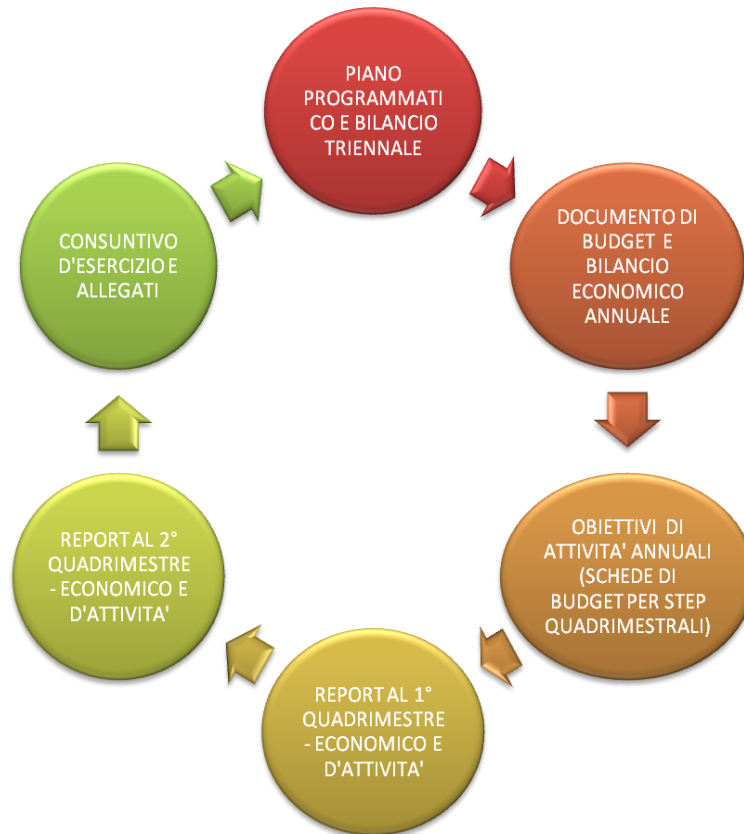 PIANO
PROGRAMMATI
CO E BILANCIO
TRIENNALE
DOCUMENTO DI
BUDGET E
BILANCIO
ECONOMICO
ANNUALE
OBIETTIVI DI
ATTIVITA' ANNUALI
(SCHEDE DI
BUDGET PER STEP
QUADRIMESTRALI)
REPORT AL 1°
QUADRIMESTRE
- ECONOMICO E
D'ATTIVITA'
REPORT AL 2°
QUADRIMESTRE
- ECONOMICO E
D'ATTIVITA'
CONSUNTIVO
D'ESERCIZIO E
ALLEGATI